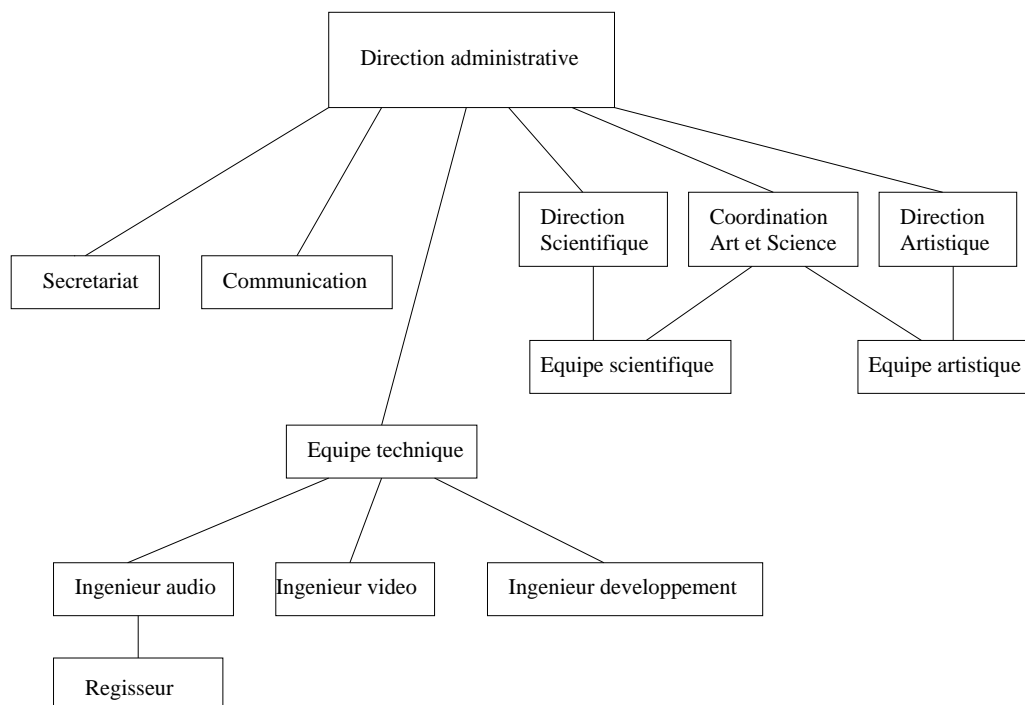 Direction administrative
Direction
Scientifique
Coordination
Art et Science
Direction
Artistique
Secretariat
Communication
Equipe scientifique
Equipe artistique
Equipe technique
Ingenieur audio
Ingenieur video
Ingenieur developpement
Regisseur